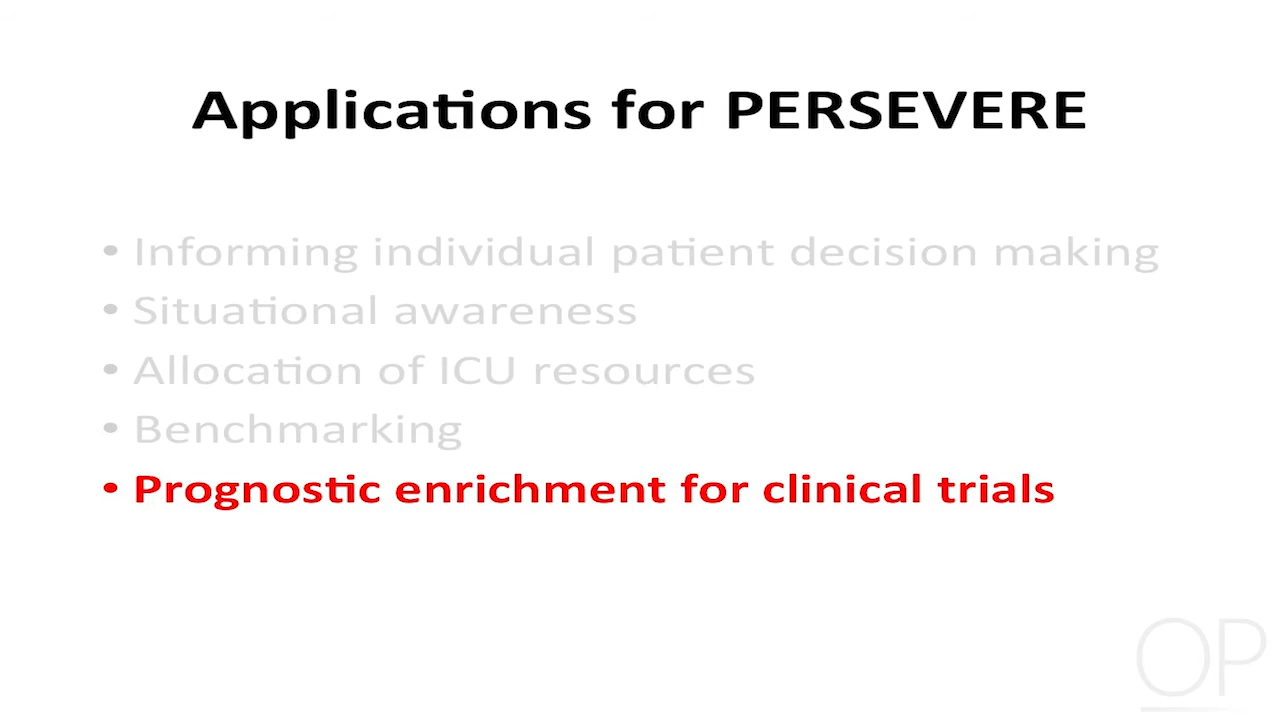 Applications for PERSEVERE
• Informing individual patient decision making
• Situational awareness
• Allocation of ICU resources
• Benchmarking
• Prognostic enrichment for clinical trials
OP